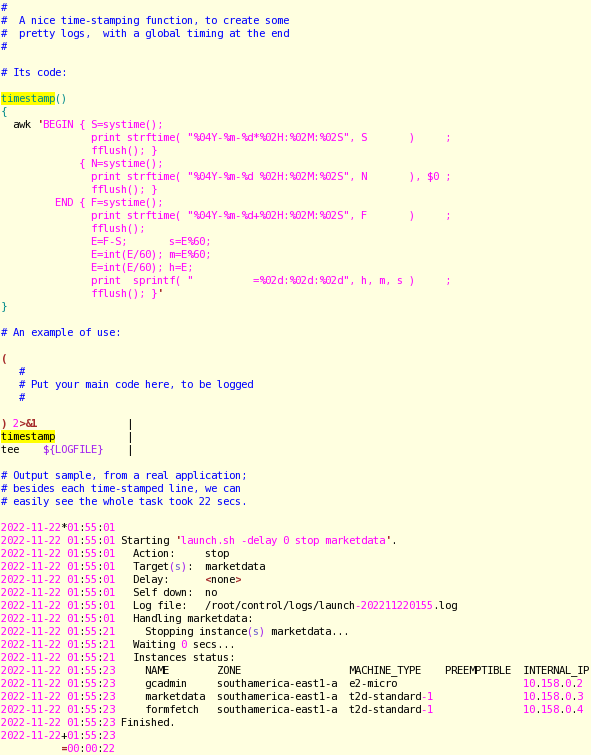 #
#  A nice time-stamping function, to create some
#  pretty logs,  with a global timing at the end
#
# Its code:
timestamp()
{
  awk 'BEGIN { S=systime();
               print strftime( "%04Y-%m-%d*%02H:%02M:%02S", S       )     ;
               fflush(); }
             { N=systime();
               print strftime( "%04Y-%m-%d %02H:%02M:%02S", N       ), $0 ;
               fflush(); }
         END { F=systime();
               print strftime( "%04Y-%m-%d+%02H:%02M:%02S", F       )     ;
               fflush();
               E=F-S;       s=E%60;
               E=int(E/60); m=E%60;
               E=int(E/60); h=E;
               print  sprintf( "          =%02d:%02d:%02d", h, m, s )     ;
               fflush(); }'
}
# An example of use:
(
   #
   # Put your main code here, to be logged
   #
) 2>&1               |
timestamp            |
tee    ${LOGFILE}    |
# Output sample, from a real application;
# besides each time-stamped line, we can
# easily see the whole task took 22 secs.
2022-11-22*01:55:01
2022-11-22 01:55:01 Starting 'launch.sh -delay 0 stop marketdata'.
2022-11-22 01:55:01   Action:     stop
2022-11-22 01:55:01   Target(s):  marketdata
2022-11-22 01:55:01   Delay:      <none>
2022-11-22 01:55:01   Self down:  no
2022-11-22 01:55:01   Log file:   /root/control/logs/launch-202211220155.log
2022-11-22 01:55:01   Handling marketdata:
2022-11-22 01:55:21     Stopping instance(s) marketdata...
2022-11-22 01:55:21   Waiting 0 secs...
2022-11-22 01:55:21   Instances status:
2022-11-22 01:55:23     NAME        ZONE                  MACHINE_TYPE    PREEMPTIBLE  INTERNAL_IP
2022-11-22 01:55:23     gcadmin     southamerica-east1-a  e2-micro                     10.158.0.2
2022-11-22 01:55:23     marketdata  southamerica-east1-a  t2d-standard-1               10.158.0.3
2022-11-22 01:55:23     formfetch   southamerica-east1-a  t2d-standard-1               10.158.0.4
2022-11-22 01:55:23 Finished.
2022-11-22+01:55:23
          =00:00:22